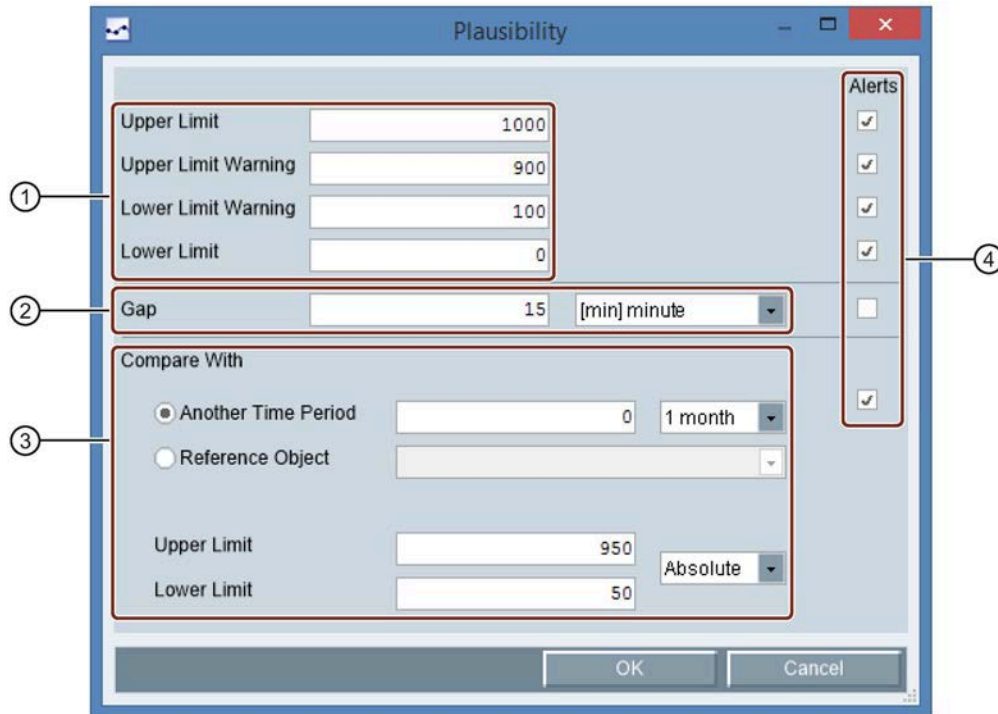 Plausibility
Alerts
Upper Limit 1000
Upper Limit Warning 900
① Lower Limit Warning 100
Lower Limit 0
④
② Gap 15 [min] minute
Compare With
Another Time Period 0 1 month
③ Reference Object
Upper Limit 950
Absolute
Lower Limit 50
OK Cancel